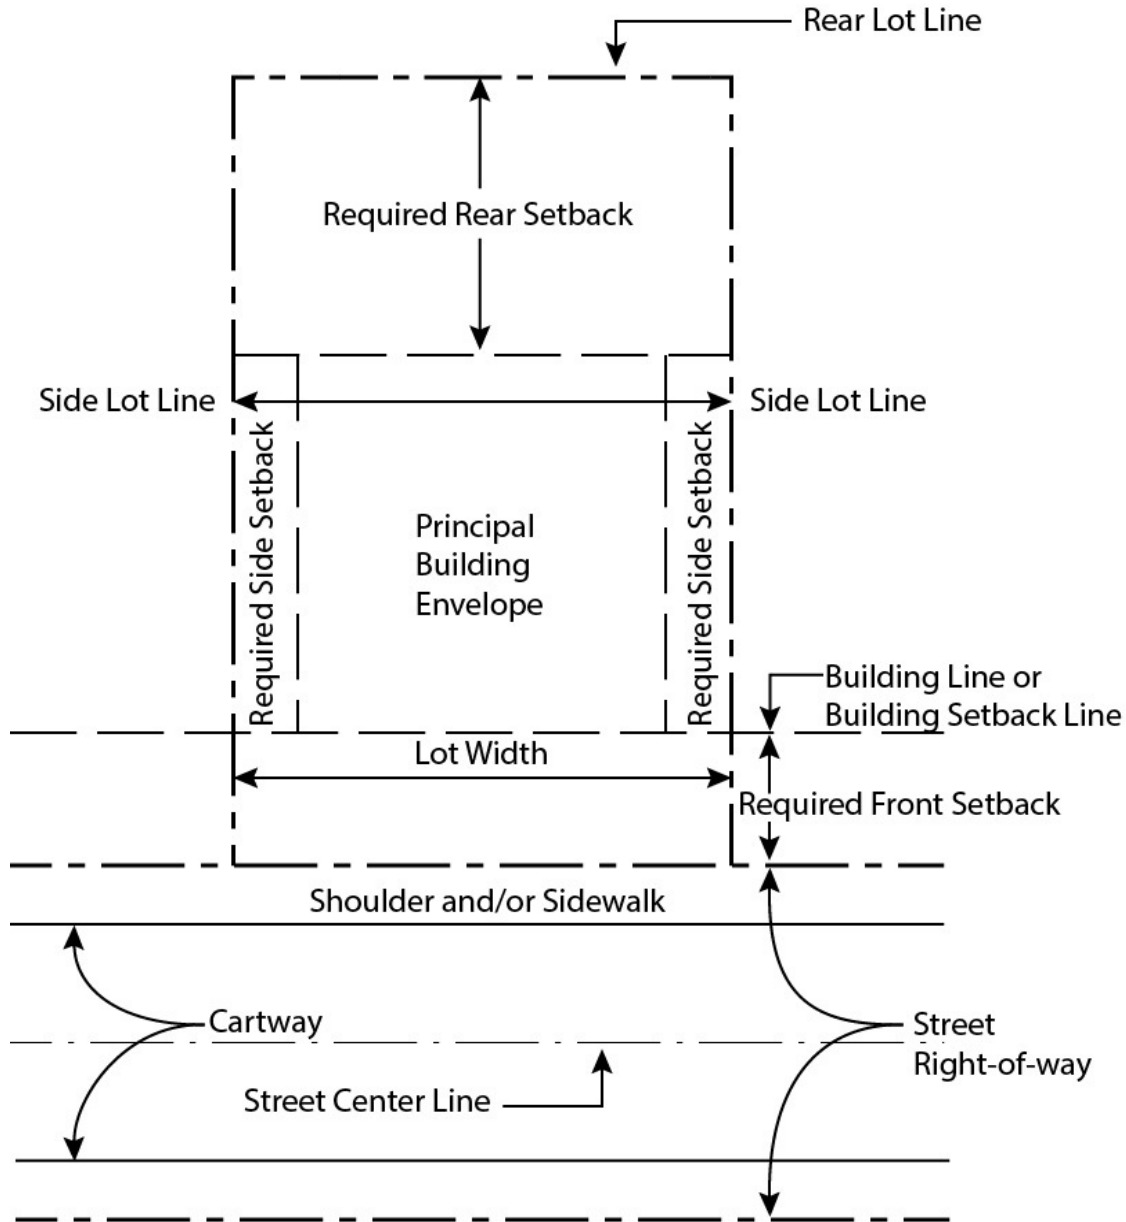 Rear Lot Line
Required Rear Setback
Side Lot Line
Side Lot Line
Required Side Setback
Principal
Building
Envelope
Required Side Setback
Building Line or
Building Setback Line
Lot Width
Required Front Setback
Shoulder and/or Sidewalk
Cartway
Street
Right-of-way
Street Center Line